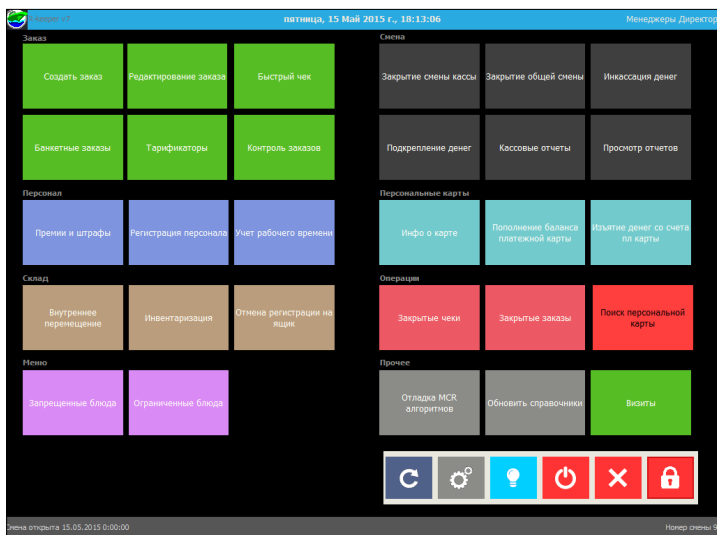 R-keeper v7
пятница, 15 Май 2015 г., 18:13:06
Менеджеры Директор
Заказ
Смена
Создать заказ
Редактирование заказа
Быстрый чек
Закрытие смены кассы
Закрытие общей смены
Инкассация денег
Банкетные заказы
Тарификаторы
Контроль заказов
Подкрепление денег
Кассовые отчеты
Просмотр отчетов
Персонал
Персональные карты
Премии и штрафы
Регистрация персонала
Учет рабочего времени
Инфо о карте
Пополнение баланса
платежной карты
Изъятие денег со счета
пл карты
Склад
Операции
Внутреннее
перемещение
Инвентаризация
Отмена регистрации на
ящик
Закрытые чеки
Закрытые заказы
Поиск персональной
карты
Меню
Прочее
Запрещенные блюда
Ограниченные блюда
Отладка MCR
алгоритмов
Обновить справочники
Визиты
Смена открыта 15.05.2015 0:00:00
Номер смены 9